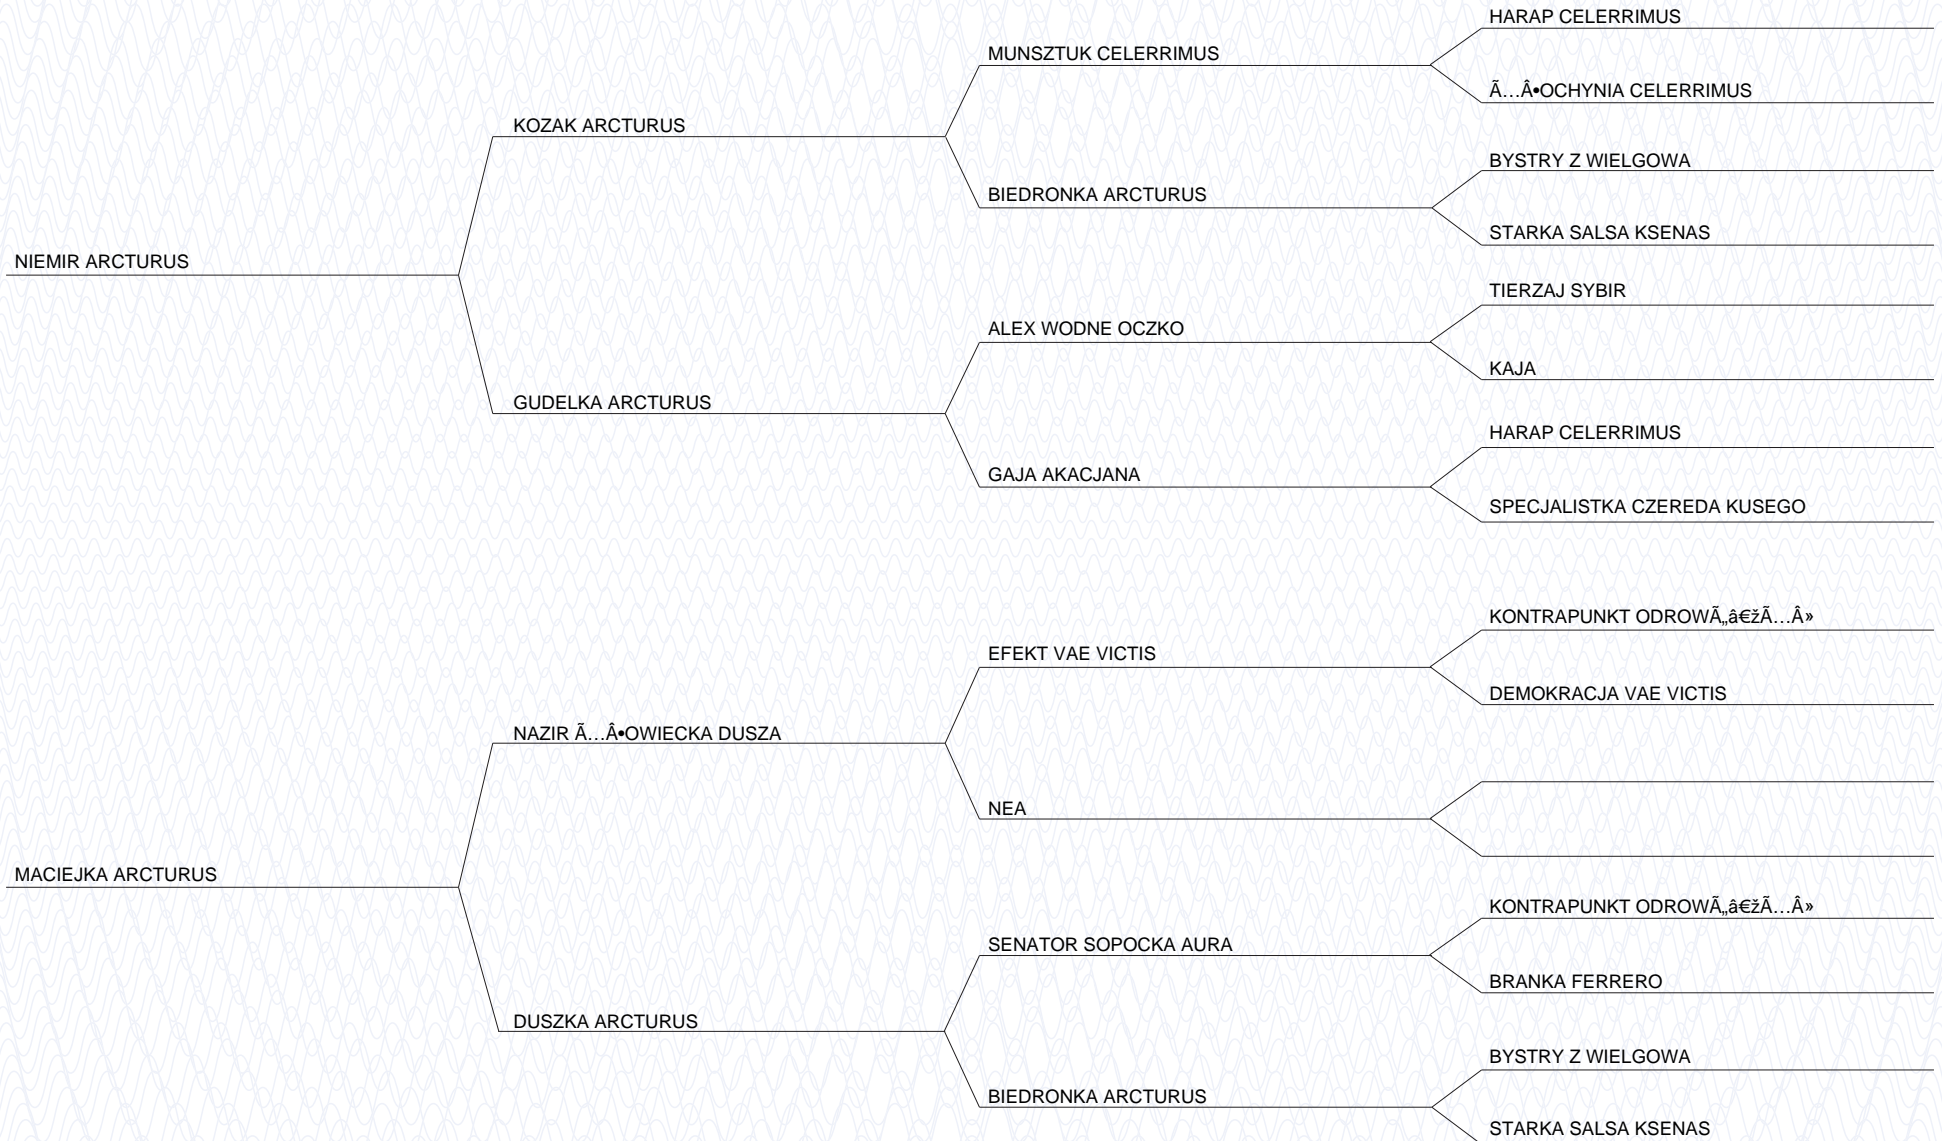 HARAP CELERRIMUS
MUNSZTUK CELERRIMUS
Ã…Â•OCHYNIA CELERRIMUS
KOZAK ARCTURUS
BYSTRY Z WIELGOWA
BIEDRONKA ARCTURUS
STARKA SALSA KSENAS
NIEMIR ARCTURUS
TIERZAJ SYBIR
ALEX WODNE OCZKO
KAJA
GUDELKA ARCTURUS
HARAP CELERRIMUS
GAJA AKACJANA
SPECJALISTKA CZEREDA KUSEGO
KONTRAPUNKT ODROWÃ„â€žÃ…Â»
EFEKT VAE VICTIS
DEMOKRACJA VAE VICTIS
NAZIR Ã…Â•OWIECKA DUSZA
NEA
MACIEJKA ARCTURUS
KONTRAPUNKT ODROWÃ„â€žÃ…Â»
SENATOR SOPOCKA AURA
BRANKA FERRERO
DUSZKA ARCTURUS
BYSTRY Z WIELGOWA
BIEDRONKA ARCTURUS
STARKA SALSA KSENAS